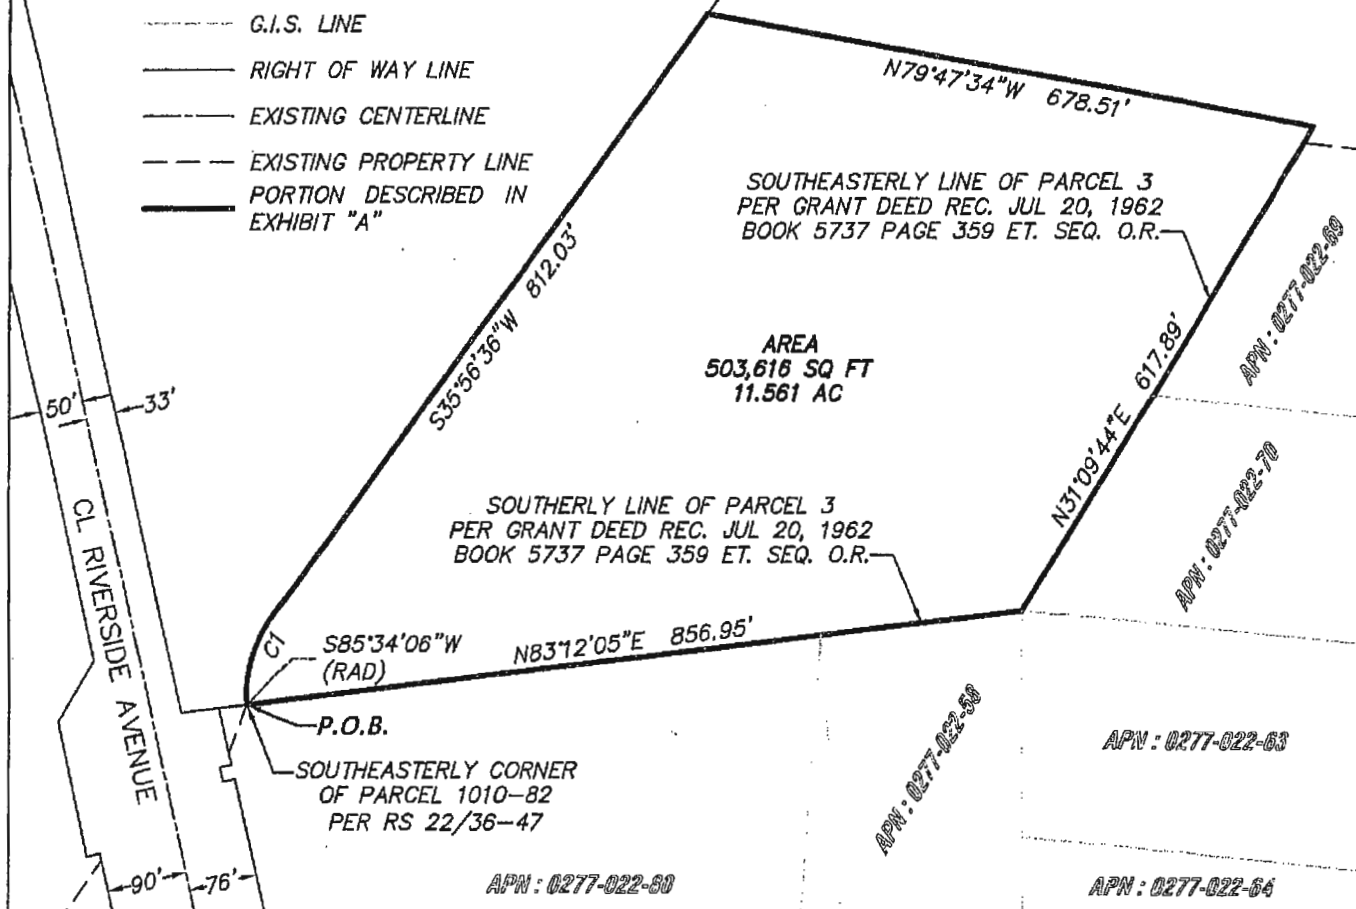 G.I.S. LINE
RIGHT OF WAY LINE
EXISTING CENTERLINE
EXISTING PROPERTY LINE
PORTION DESCRIBED IN
EXHIBIT "A"
N79°47'34"W 678.51'
SOUTHEASTERLY LINE OF PARCEL 3
PER GRANT DEED REC. JUL 20, 1962
BOOK 5737 PAGE 359 ET. SEQ. O.R.
S35°56'36"W 812.03'
AREA
503,616 SQ FT
11.561 AC
APN : 0277-022-69
N31°09'44"E 617.89'
50'
33'
APN : 0277-022-70
SOUTHERLY LINE OF PARCEL 3
PER GRANT DEED REC. JUL 20, 1962
BOOK 5737 PAGE 359 ET. SEQ. O.R.
CL RIVERSIDE AVENUE
C1
S85°34'06"W
(RAD)
N83°12'05"E 856.95'
P.O.B.
SOUTHEASTERLY CORNER
OF PARCEL 1010-82
PER RS 22/36-47
APN : 0277-022-58
APN : 0277-022-63
90'
76'
APN : 0277-022-80
APN : 0277-022-64